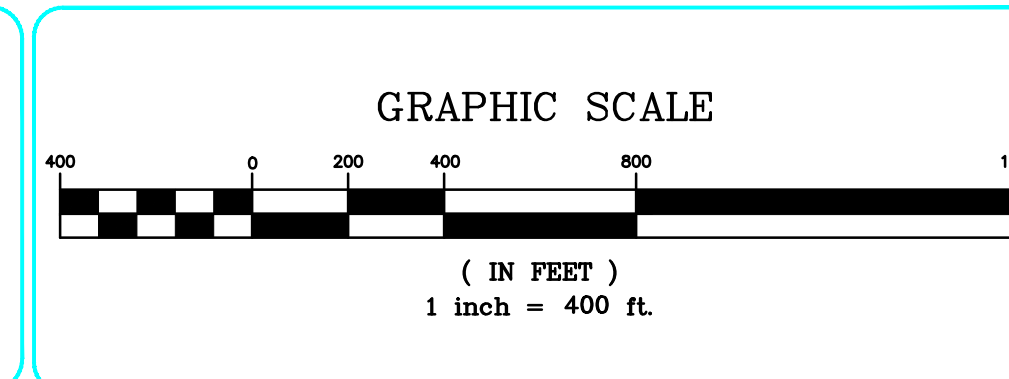 GRAPHIC SCALE
400 0 200 400 800
( IN FEET )
1 inch = 400 ft.